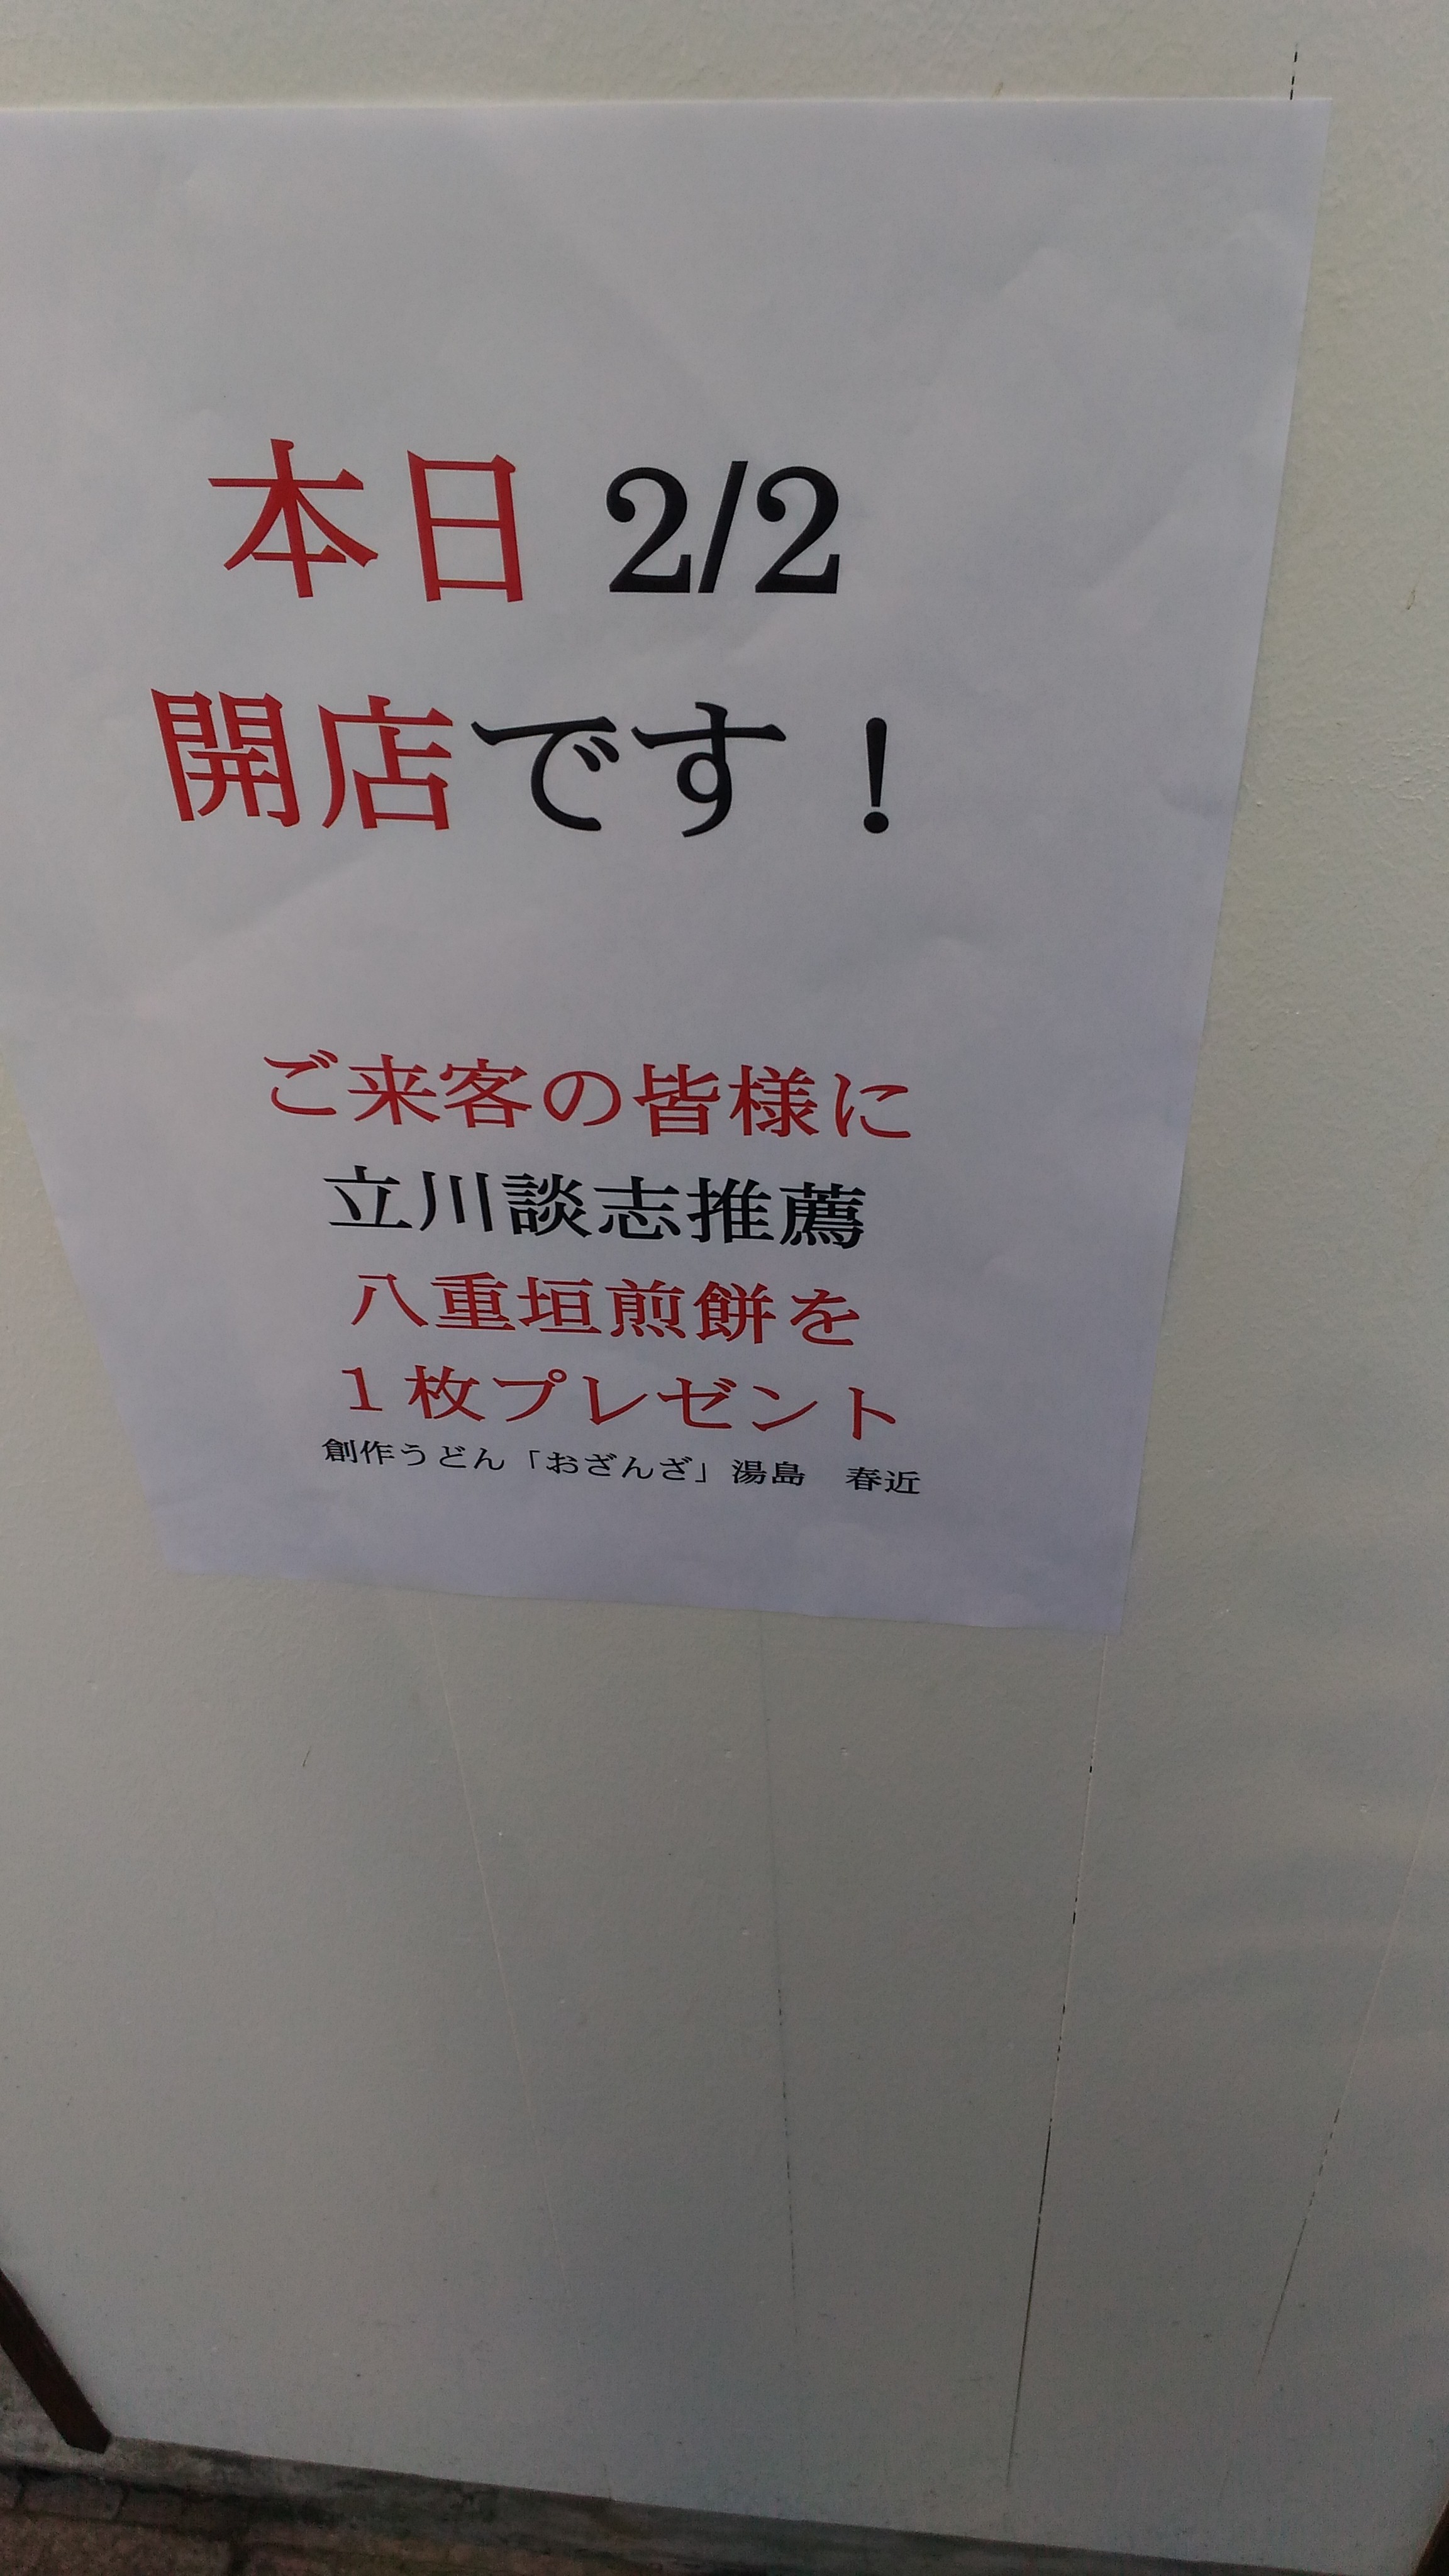 本日 2/2
開店です！
ご来客の皆様に
立川談志推薦
八重垣煎餅を
１枚プレゼント
創作うどん「おざんざ」湯島　春近